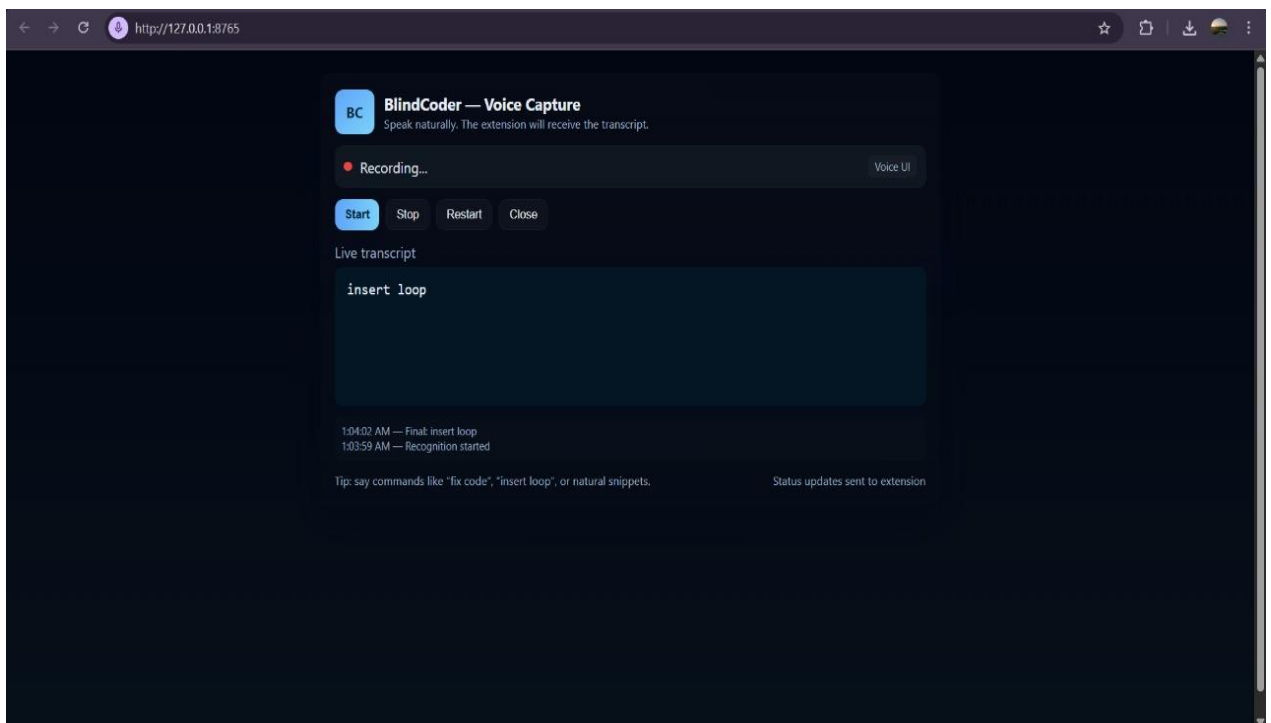 http://127.0.0.1:8765
BC
BlindCoder — Voice Capture
Speak naturally. The extension will receive the transcript.
Recording...
Voice UI
Start Stop Restart Close
Live transcript
insert loop
1:04:02 AM — Final: insert loop
1:03:59 AM — Recognition started
Tip: say commands like "fix code", "insert loop", or natural snippets.
Status updates sent to extension